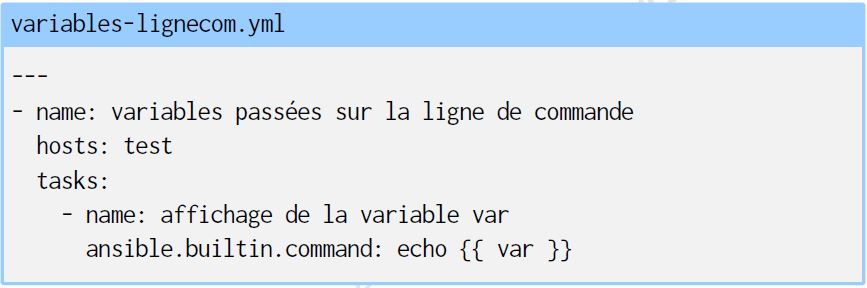 variables-lignecom.yml
---
- name: variables passées sur la ligne de commande
  hosts: test
  tasks:
    - name: affichage de la variable var
      ansible.builtin.command: echo {{ var }}